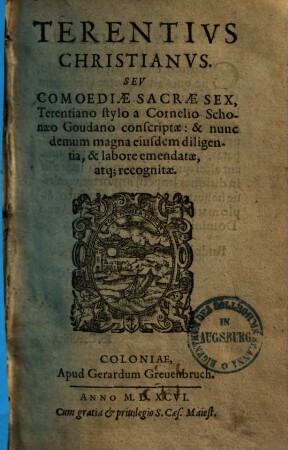 TERENTIVS
CHRISTIANVS.
SEV
COMOEDIÆ SACRÆ SEX,
Terentiano stylo a Cornelio Scho-
næo Goudano conscriptæ: & nunc
demum magna eiusdem diligen-
tia, & labore emendatæ,
atq; recognitæ.
IN
AUGSBURG
COLONIAE,
Apud Gerardum Greuenbruch.
ANNO M. D. XCVI.
Cum gratia & priuilegio S. Cæs. Maiest.